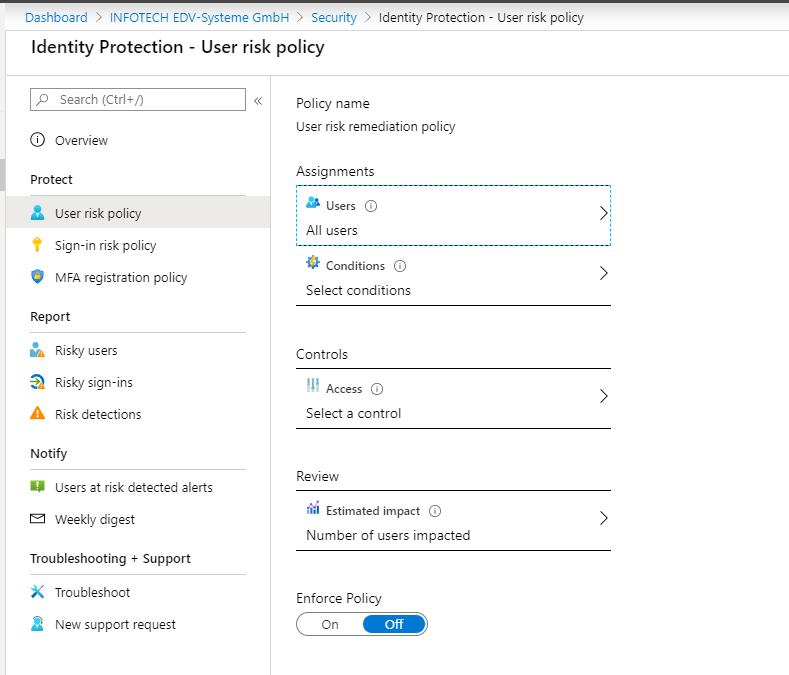 Dashboard > INFOTECH EDV-Systeme GmbH > Security > Identity Protection - User risk policy
Identity Protection - User risk policy
Search (Ctrl+/)
«
Overview
Protect
User risk policy
Sign-in risk policy
MFA registration policy
Report
Risky users
Risky sign-ins
Risk detections
Notify
Users at risk detected alerts
Weekly digest
Troubleshooting + Support
Troubleshoot
New support request
Policy name
User risk remediation policy
Assignments
Users
All users
Conditions
Select conditions
Controls
Access
Select a control
Review
Estimated impact
Number of users impacted
Enforce Policy
On Off